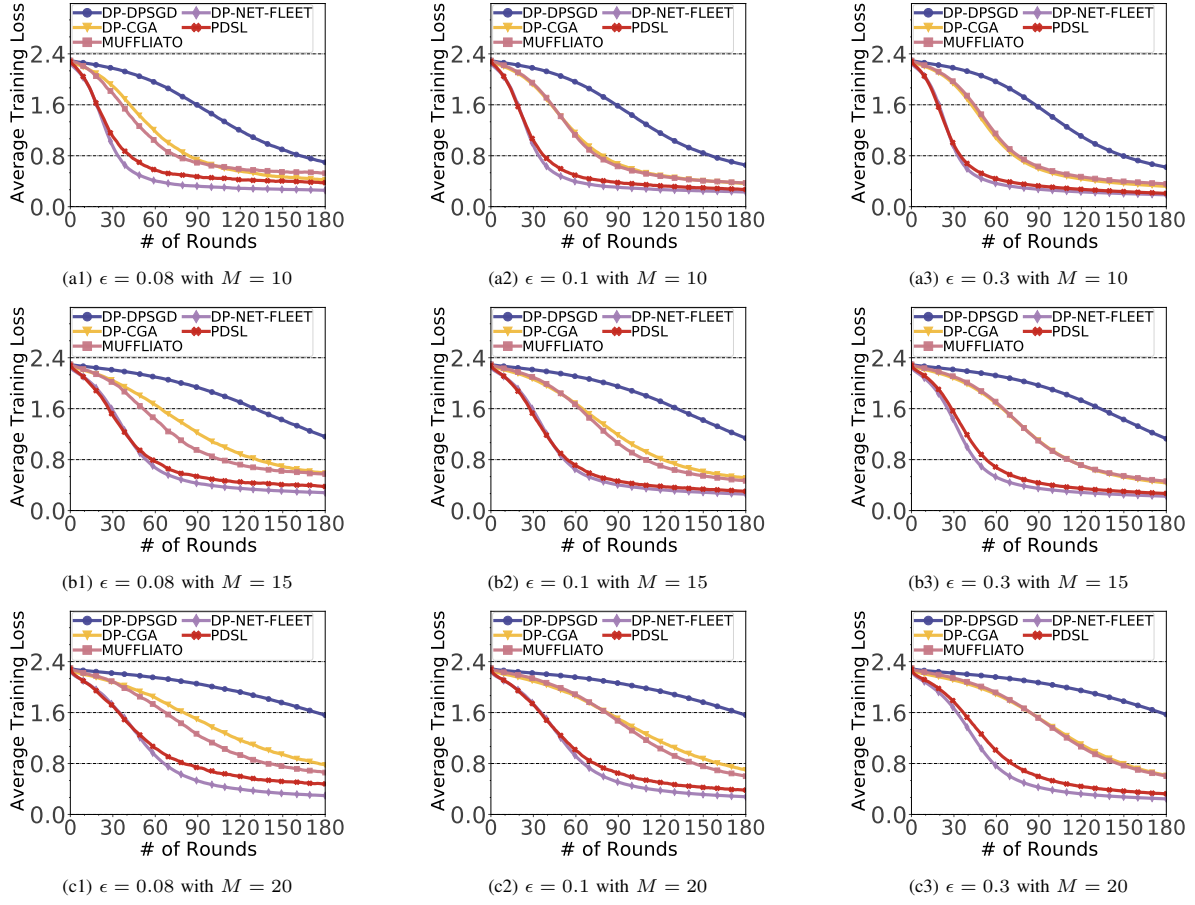 DP-DPSGD DP-NET-FLEET
DP-CGA PDSL
MUFFLIATO
Average Training Loss
2.4
1.6
0.8
0.0
0 30 60 90 120 150 180
# of Rounds
(a1) ϵ = 0.08 with M = 10
DP-DPSGD DP-NET-FLEET
DP-CGA PDSL
MUFFLIATO
Average Training Loss
2.4
1.6
0.8
0.0
0 30 60 90 120 150 180
# of Rounds
(a2) ϵ = 0.1 with M = 10
DP-DPSGD DP-NET-FLEET
DP-CGA PDSL
MUFFLIATO
Average Training Loss
2.4
1.6
0.8
0.0
0 30 60 90 120 150 180
# of Rounds
(a3) ϵ = 0.3 with M = 10
DP-DPSGD DP-NET-FLEET
DP-CGA PDSL
MUFFLIATO
Average Training Loss
2.4
1.6
0.8
0.0
0 30 60 90 120 150 180
# of Rounds
(b1) ϵ = 0.08 with M = 15
DP-DPSGD DP-NET-FLEET
DP-CGA PDSL
MUFFLIATO
Average Training Loss
2.4
1.6
0.8
0.0
0 30 60 90 120 150 180
# of Rounds
(b2) ϵ = 0.1 with M = 15
DP-DPSGD DP-NET-FLEET
DP-CGA PDSL
MUFFLIATO
Average Training Loss
2.4
1.6
0.8
0.0
0 30 60 90 120 150 180
# of Rounds
(b3) ϵ = 0.3 with M = 15
DP-DPSGD DP-NET-FLEET
DP-CGA PDSL
MUFFLIATO
Average Training Loss
2.4
1.6
0.8
0.0
0 30 60 90 120 150 180
# of Rounds
(c1) ϵ = 0.08 with M = 20
DP-DPSGD DP-NET-FLEET
DP-CGA PDSL
MUFFLIATO
Average Training Loss
2.4
1.6
0.8
0.0
0 30 60 90 120 150 180
# of Rounds
(c2) ϵ = 0.1 with M = 20
DP-DPSGD DP-NET-FLEET
DP-CGA PDSL
MUFFLIATO
Average Training Loss
2.4
1.6
0.8
0.0
0 30 60 90 120 150 180
# of Rounds
(c3) ϵ = 0.3 with M = 20